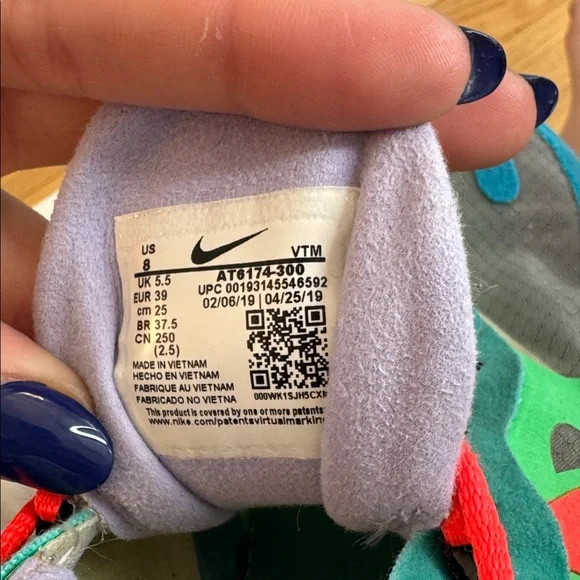 US
8
VTM
AT6174-300
UK 5.5
UPC 00193145546592
EUR 39
02/06/19 | 04/25/19
cm 25
BR 37.5
CN 250
(2.5)
MADE IN VIETNAM
HECHO EN VIETNAM
FABRIQUE AU VIETNAM
FABRICADO NO VIETNA
000WK1SJH5CXI
This product is covered by one or more patents
www.nike.com/patentsvirtualmarking